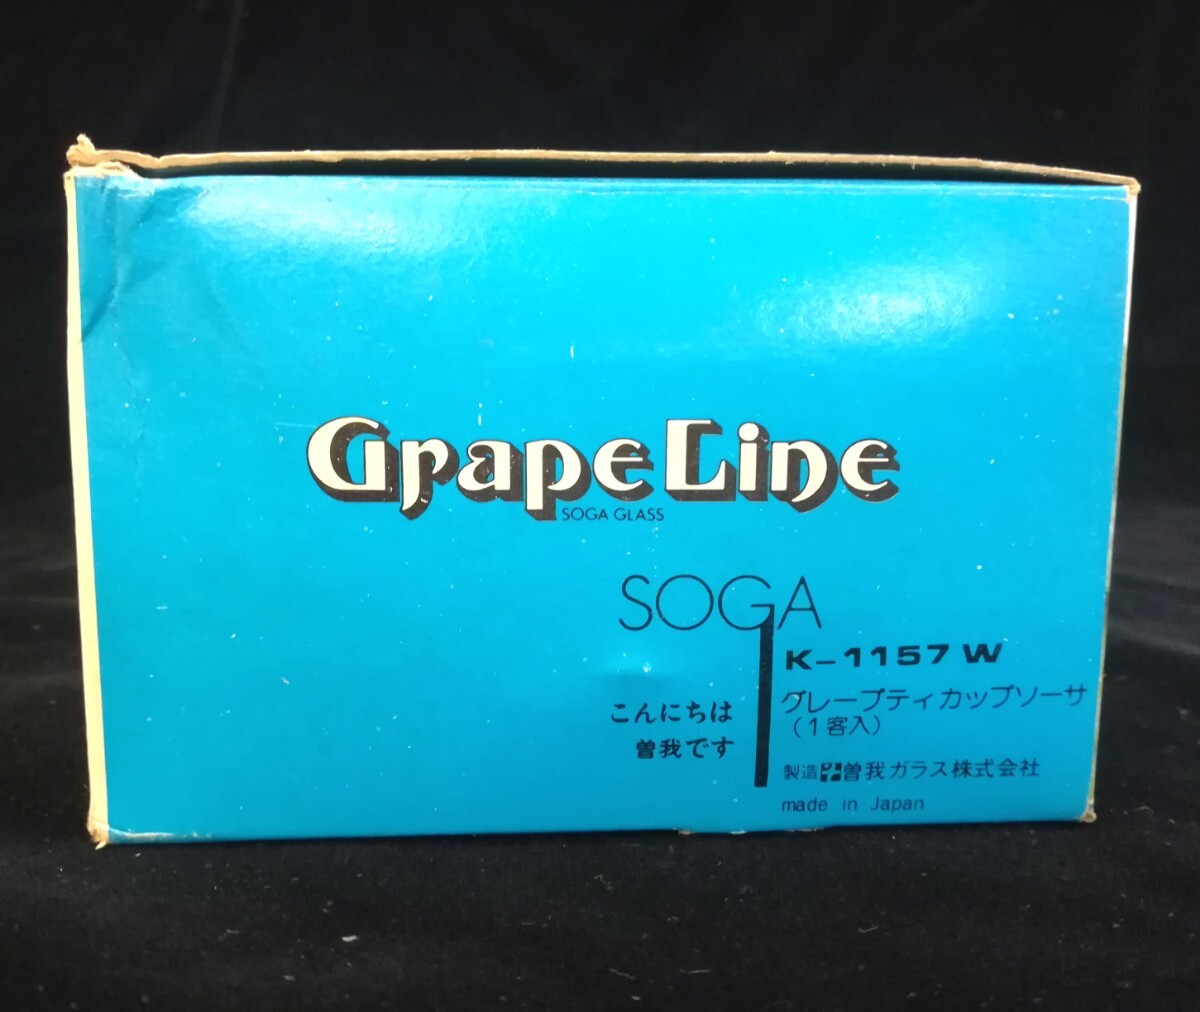 Grape Line
SOGA GLASS
SOGA
K-1157 W
グレープティカップソーサ
(1客入)
こんにちは
曽我です
製造 曽我ガラス株式会社
made in Japan